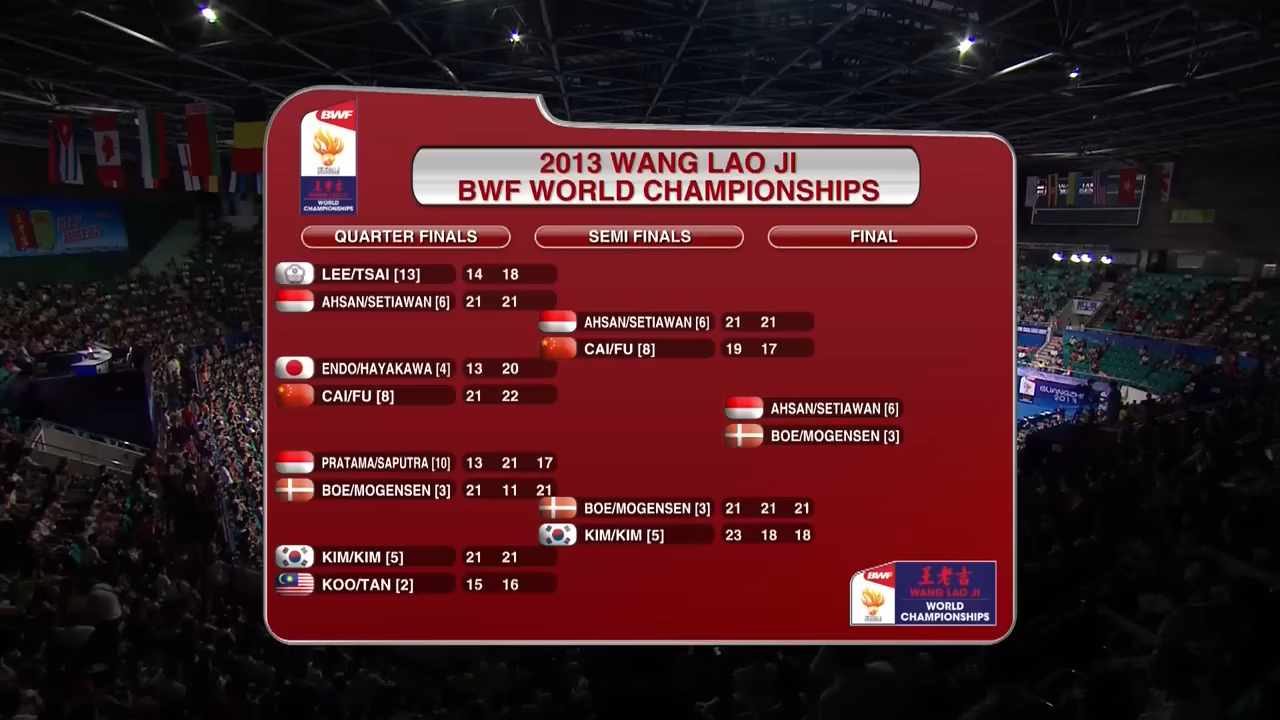 BWF
王老吉
WANG LAO JI
WORLD
CHAMPIONSHIPS
2013 WANG LAO JI
BWF WORLD CHAMPIONSHIPS
QUARTER FINALS SEMI FINALS FINAL
LEE/TSAI [13] 14 18
AHSAN/SETIAWAN [6] 21 21
AHSAN/SETIAWAN [6] 21 21
CAI/FU [8] 19 17
ENDO/HAYAKAWA [4] 13 20
CAI/FU [8] 21 22
AHSAN/SETIAWAN [6]
BOE/MOGENSEN [3]
PRATAMA/SAPUTRA [10] 13 21 17
BOE/MOGENSEN [3] 21 11 21
BOE/MOGENSEN [3] 21 21 21
KIM/KIM [5] 23 18 18
KIM/KIM [5] 21 21
KOO/TAN [2] 15 16
BWF
王老吉
WANG LAO JI
WORLD
CHAMPIONSHIPS
GUANGZHOU
2013